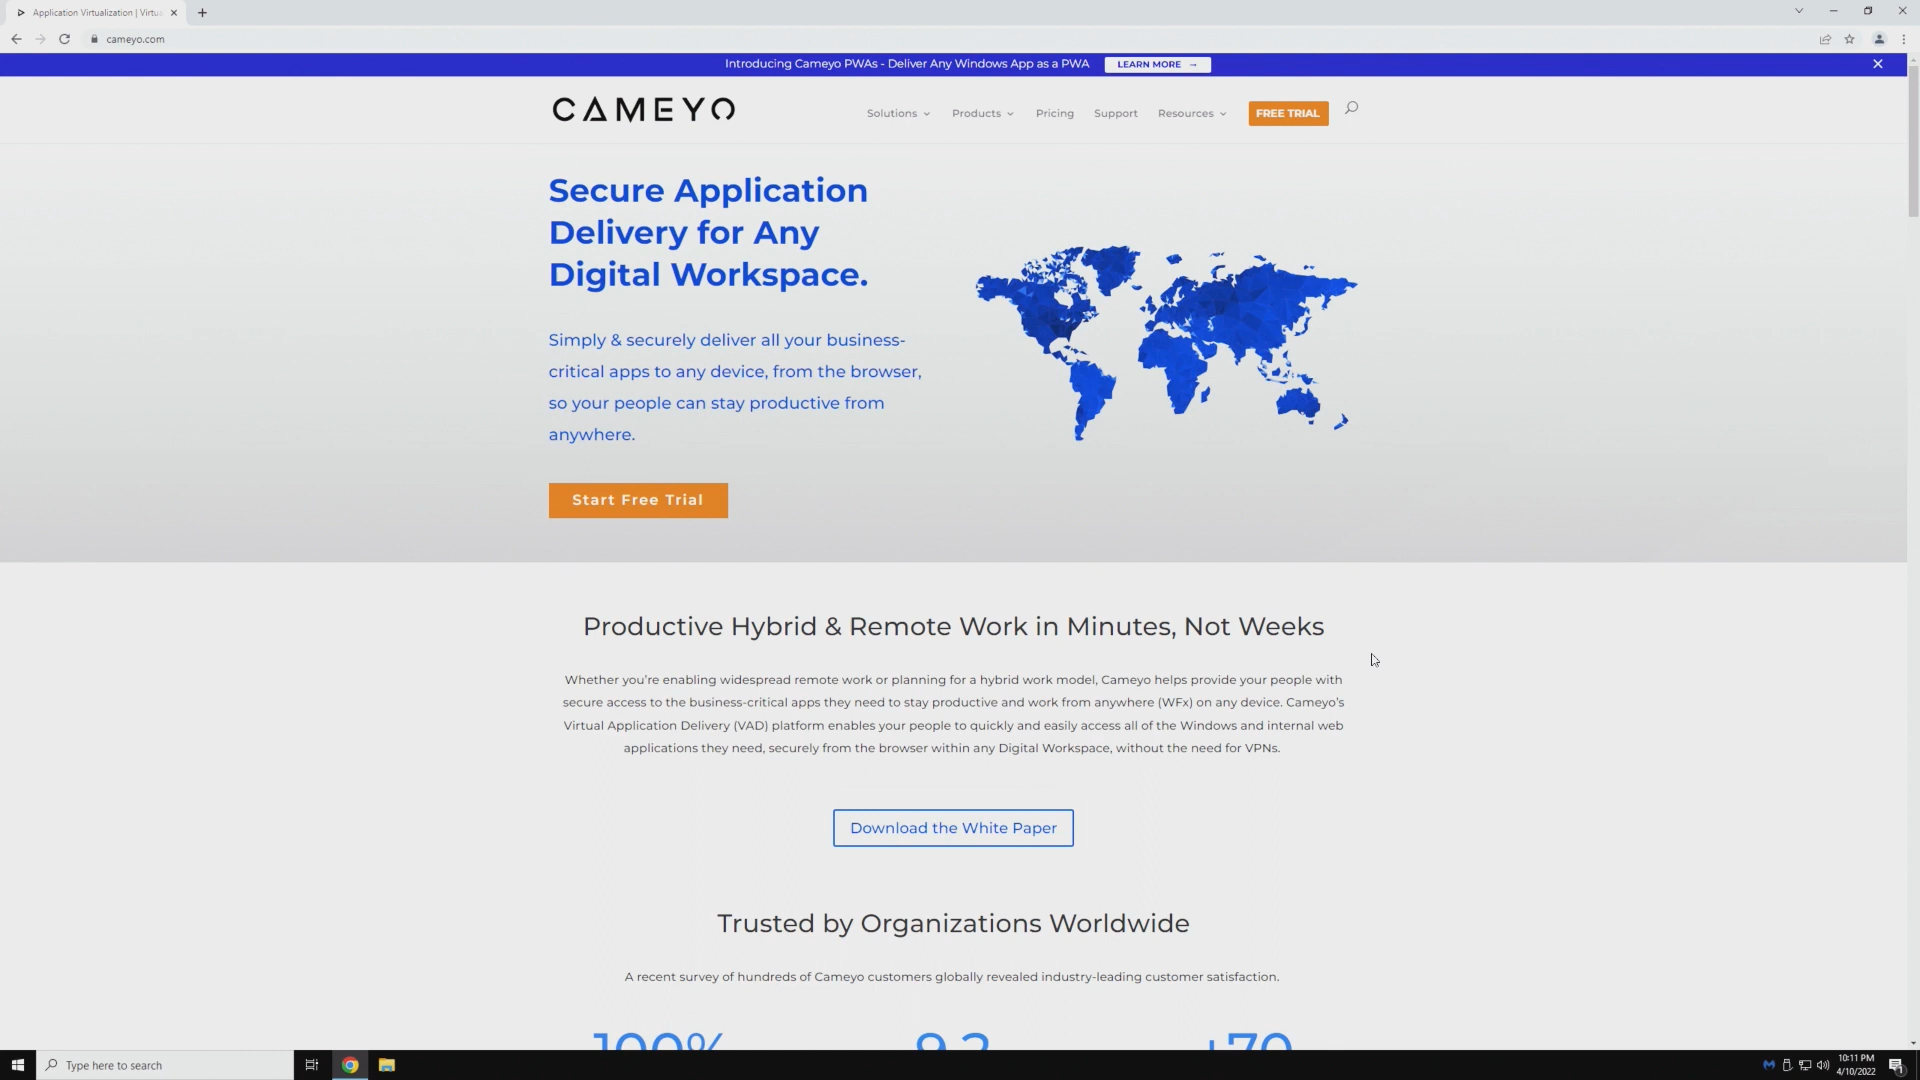 Application Virtualization | Virtu
cameyo.com
Introducing Cameyo PWAs - Deliver Any Windows App as a PWA
LEARN MORE →
CAMEYO
Solutions
Products
Pricing
Support
Resources
FREE TRIAL
Secure Application
Delivery for Any
Digital Workspace.
Simply & securely deliver all your business-
critical apps to any device, from the browser,
so your people can stay productive from
anywhere.
Start Free Trial
Productive Hybrid & Remote Work in Minutes, Not Weeks
Whether you're enabling widespread remote work or planning for a hybrid work model, Cameyo helps provide your people with
secure access to the business-critical apps they need to stay productive and work from anywhere (WFx) on any device. Cameyo's
Virtual Application Delivery (VAD) platform enables your people to quickly and easily access all of the Windows and internal web
applications they need, securely from the browser within any Digital Workspace, without the need for VPNs.
Download the White Paper
Trusted by Organizations Worldwide
A recent survey of hundreds of Cameyo customers globally revealed industry-leading customer satisfaction.
100%
+70
Type here to search
10:11 PM
4/10/2022